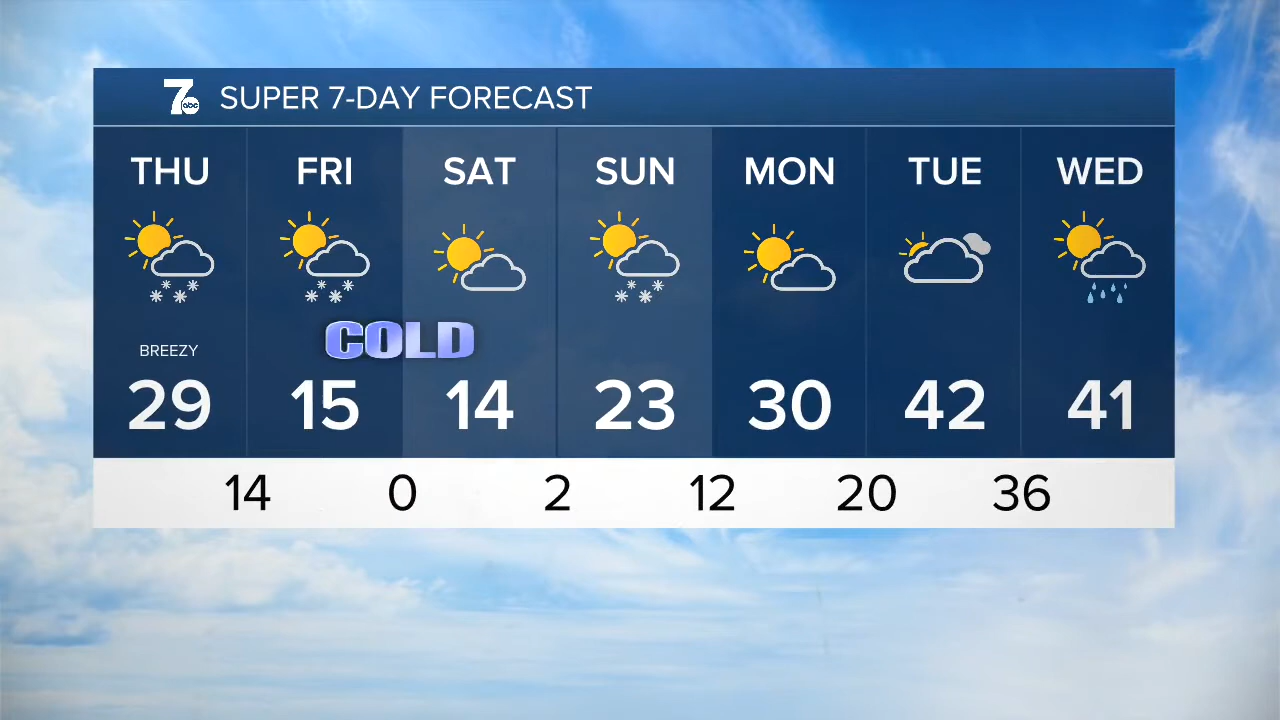 7 abc SUPER 7-DAY FORECAST
THU FRI SAT SUN MON TUE WED
COLD
BREEZY
29 15 14 23 30 42 41
14 0 2 12 20 36